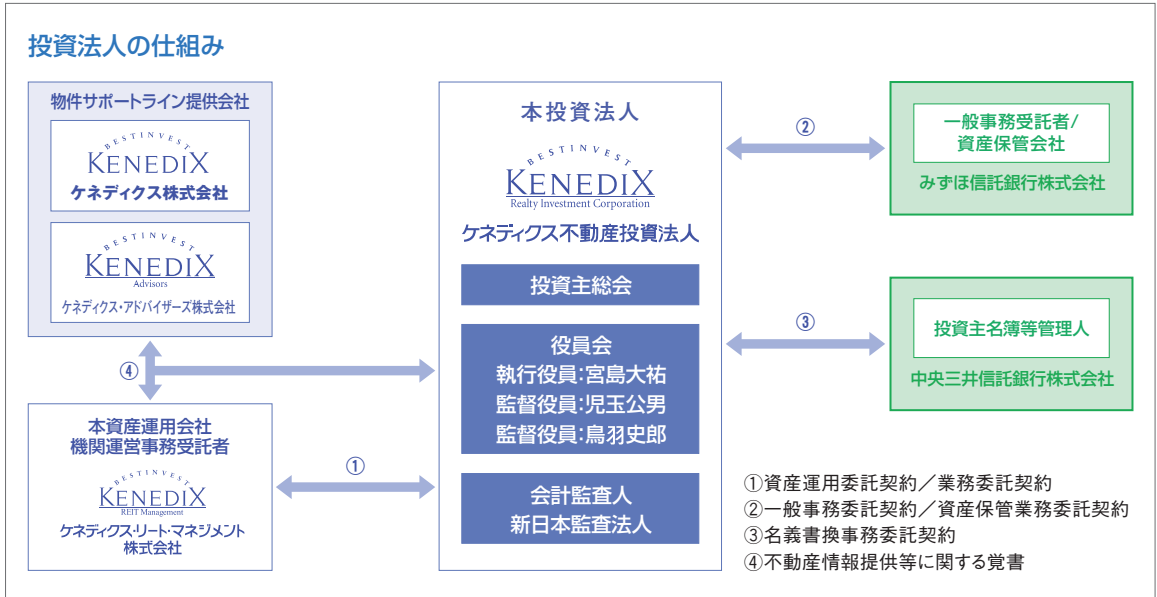 投資法人の仕組み
物件サポートライン提供会社
BESTINVEST
KENEDIX
ケネディクス株式会社
BESTINVEST
KENEDIX
Advisors
ケネディクス・アドバイザーズ株式会社
④
本資産運用会社
機関運営事務受託者
BESTINVEST
KENEDIX
REIT Management
ケネディクス・リート・マネジメント
株式会社
①
本投資法人
BESTINVEST
KENEDIX
Realty Investment Corporation
ケネディクス不動産投資法人
投資主総会
役員会
執行役員:宮島大祐
監督役員:児玉公男
監督役員:鳥羽史郎
会計監査人
新日本監査法人
②
一般事務受託者/
資産保管会社
みずほ信託銀行株式会社
③
投資主名簿等管理人
中央三井信託銀行株式会社
①資産運用委託契約／業務委託契約
②一般事務委託契約／資産保管業務委託契約
③名義書換事務委託契約
④不動産情報提供等に関する覚書